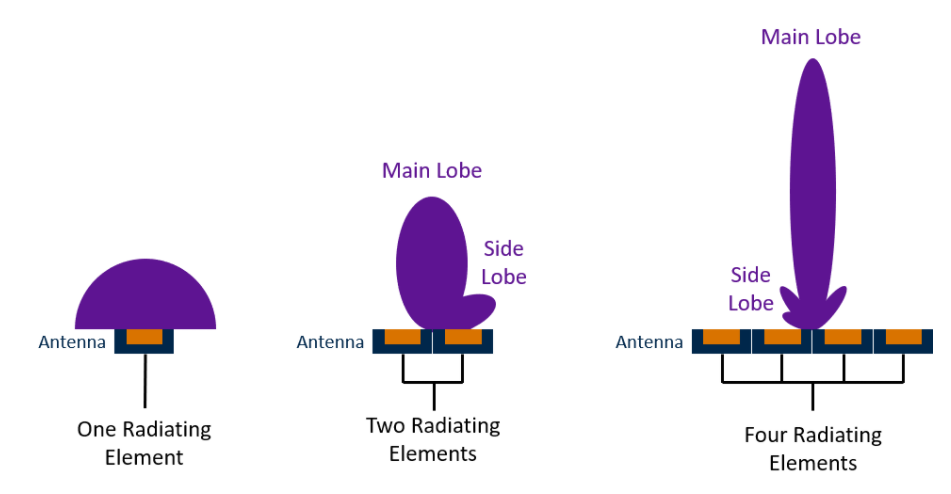 Main Lobe
Main Lobe
Side
Lobe
Side
Lobe
Antenna
Antenna
Antenna
One Radiating
Element
Two Radiating
Elements
Four Radiating
Elements